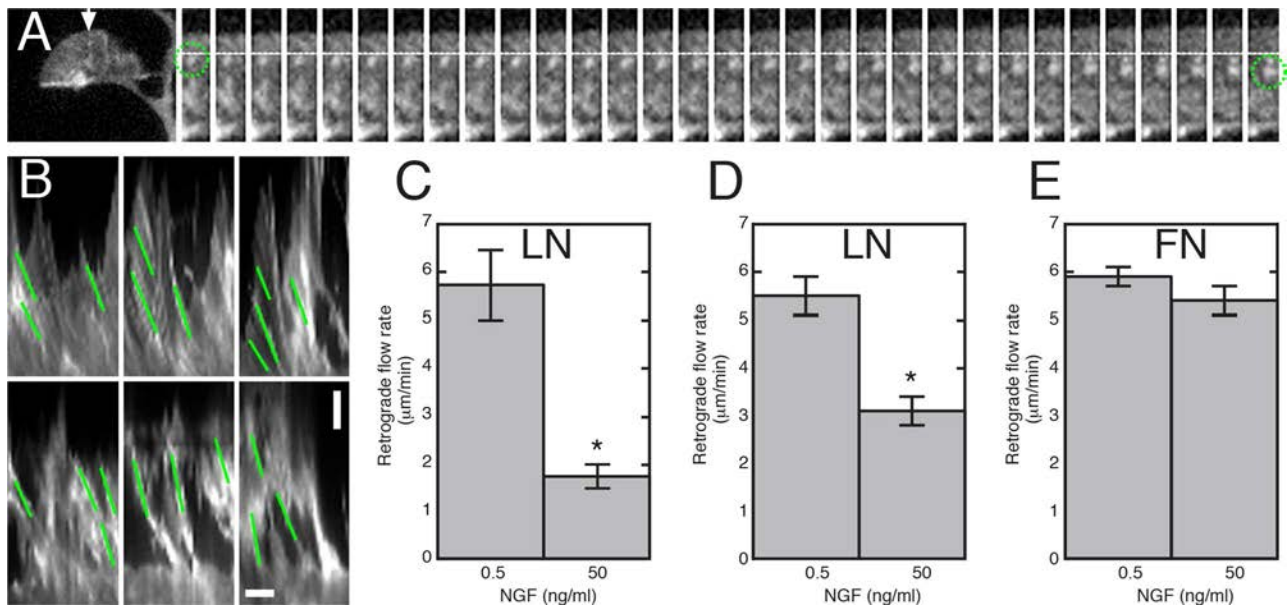 A
B
C
D
E
7
6
5
4
3
2
1
0
LN
*
Retrograde flow rate
(μm/min)
0.5
50
NGF (ng/ml)
7
6
5
4
3
2
1
0
LN
*
Retrograde flow rate
(μm/min)
0.5
50
NGF (ng/ml)
7
6
5
4
3
2
1
0
FN
Retrograde flow rate
(μm/min)
0.5
50
NGF (ng/ml)